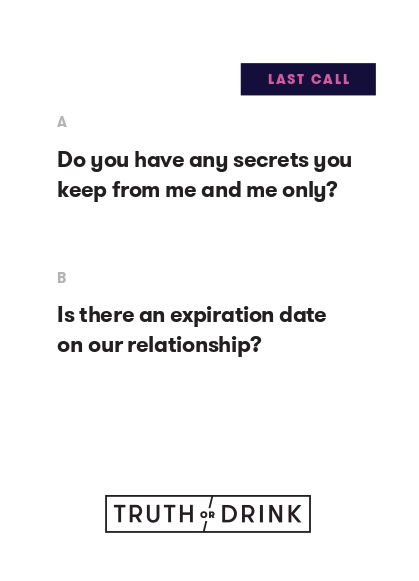 LAST CALL
A
Do you have any secrets you
keep from me and me only?
B
Is there an expiration date
on our relationship?
TRUTH OR DRINK